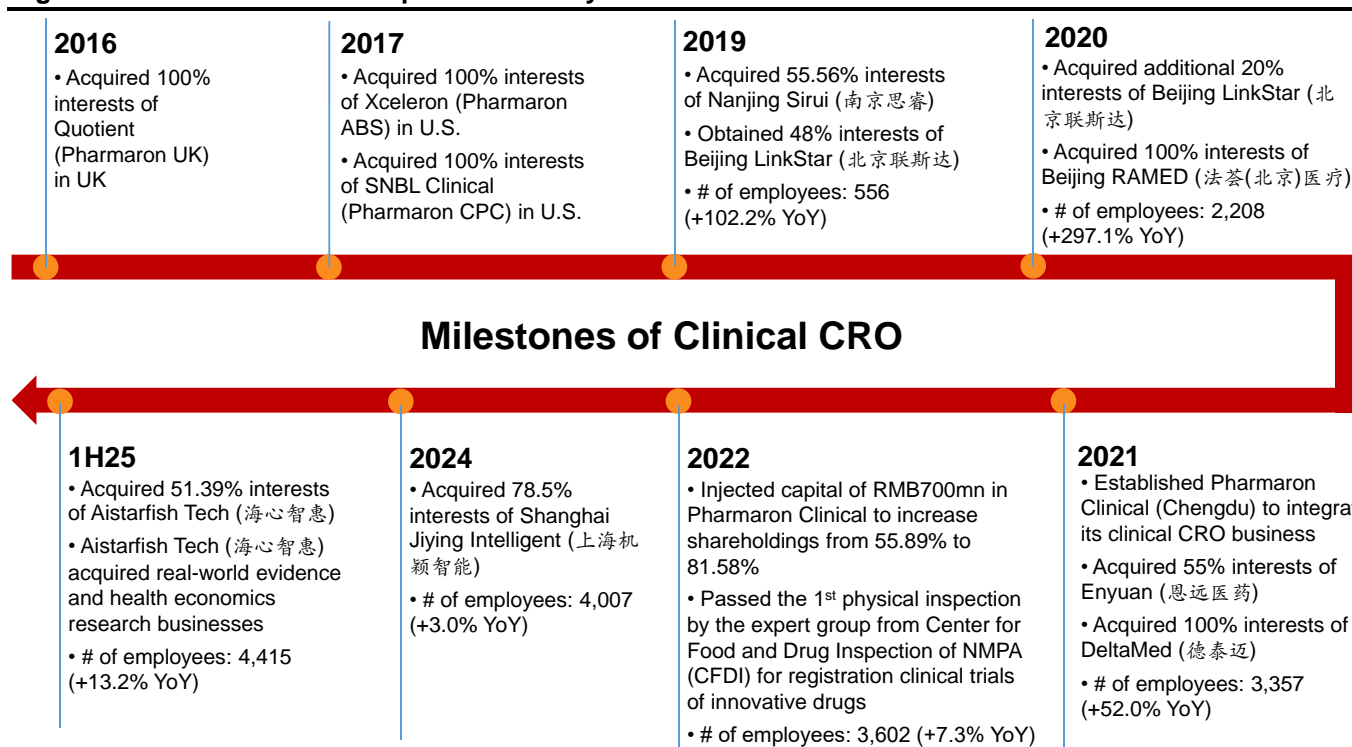 2016
• Acquired 100%
interests of
Quotient
(Pharmaron UK)
in UK
2017
• Acquired 100% interests
of Xceleron (Pharmaron
ABS) in U.S.
• Acquired 100% interests
of SNBL Clinical
(Pharmaron CPC) in U.S.
2019
• Acquired 55.56% interests
of Nanjing Sirui (南京思睿)
• Obtained 48% interests of
Beijing LinkStar (北京联斯达)
• # of employees: 556
(+102.2% YoY)
2020
• Acquired additional 20%
interests of Beijing LinkStar (北
京联斯达)
• Acquired 100% interests of
Beijing RAMED (法荟(北京)医疗)
• # of employees: 2,208
(+297.1% YoY)
Milestones of Clinical CRO
1H25
• Acquired 51.39% interests
of Aistarfish Tech (海心智惠)
• Aistarfish Tech (海心智惠)
acquired real-world evidence
and health economics
research businesses
• # of employees: 4,415
(+13.2% YoY)
2024
• Acquired 78.5%
interests of Shanghai
Jiying Intelligent (上海机
颖智能)
• # of employees: 4,007
(+3.0% YoY)
2022
• Injected capital of RMB700mn in
Pharmaron Clinical to increase
shareholdings from 55.89% to
81.58%
• Passed the 1st physical inspection
by the expert group from Center for
Food and Drug Inspection of NMPA
(CFDI) for registration clinical trials
of innovative drugs
• # of employees: 3,602 (+7.3% YoY)
2021
• Established Pharmaron
Clinical (Chengdu) to integrat
its clinical CRO business
• Acquired 55% interests of
Enyuan (恩远医药)
• Acquired 100% interests of
DeltaMed (德泰迈)
• # of employees: 3,357
(+52.0% YoY)